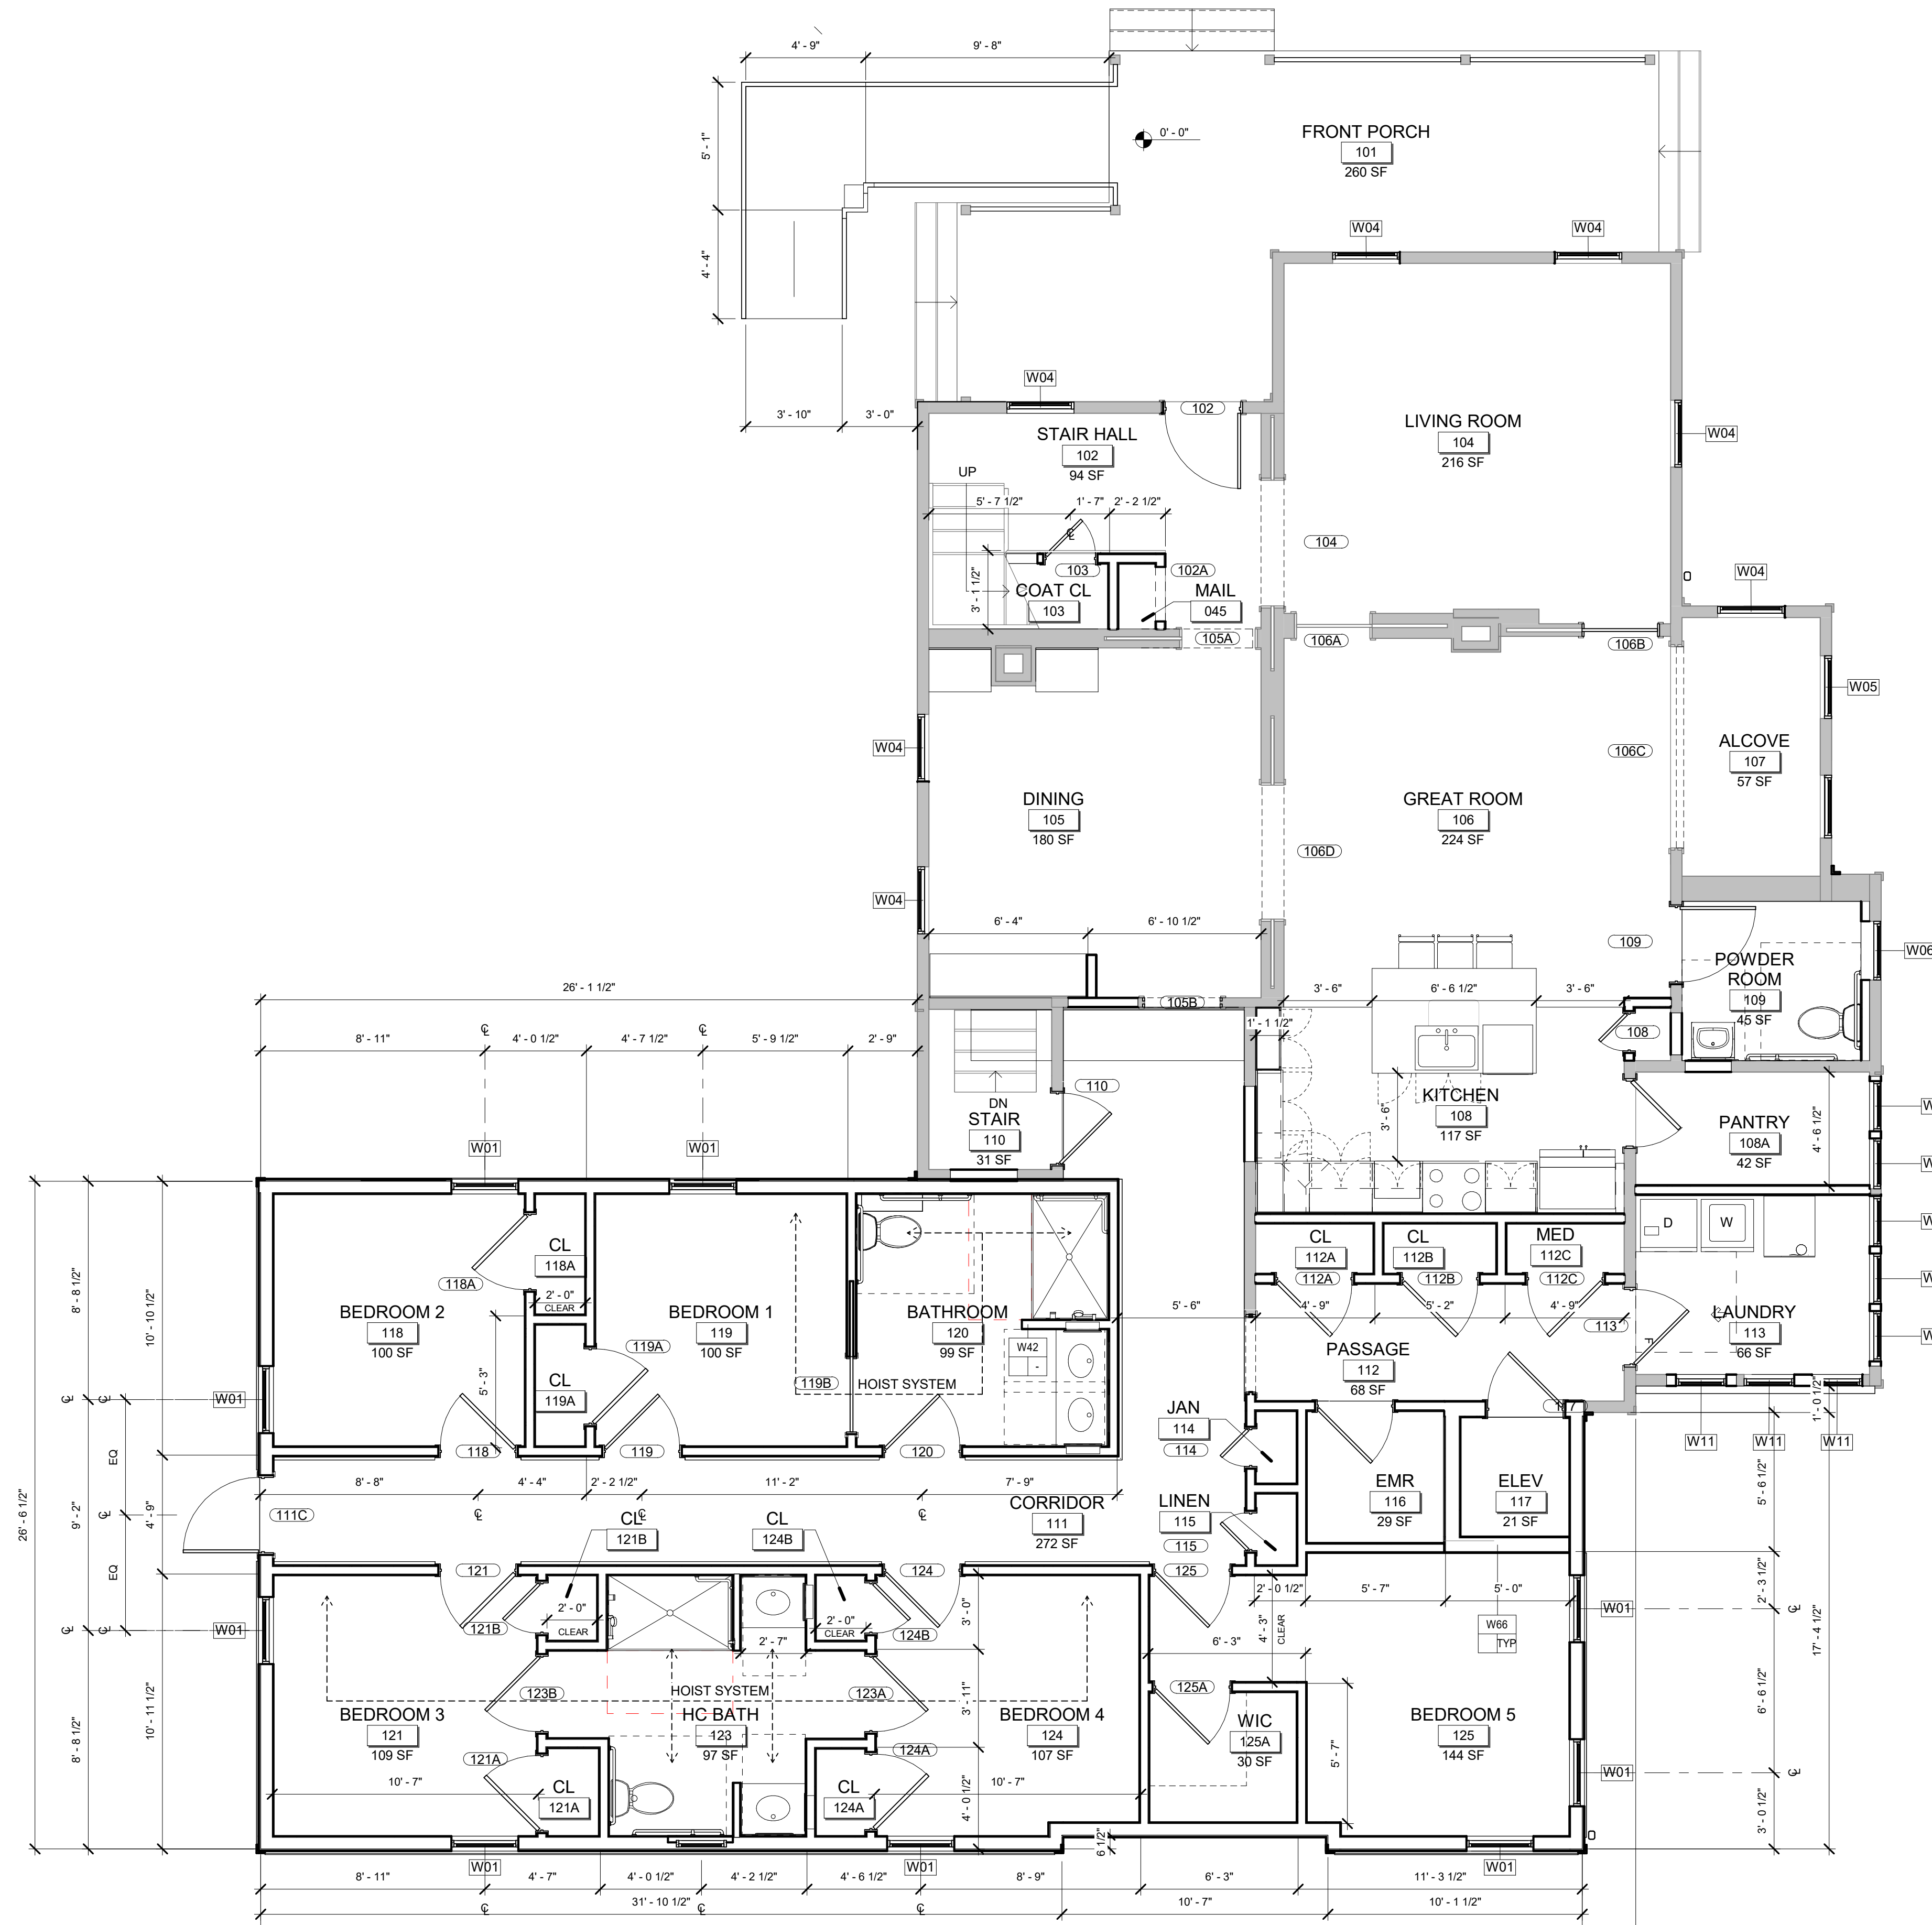 4' - 9"
9' - 8"
5' - 1"
4' - 4"
0' - 0"
FRONT PORCH
101
260 SF
W04
W04
3' - 10"
3' - 0"
W04
102
STAIR HALL
102
94 SF
LIVING ROOM
104
216 SF
W04
UP
5' - 7 1/2"
1' - 7"
2' - 2 1/2"
℄
104
3' - 1 1/2"
103
102A
COAT CL
103
MAIL
045
W04
105A
106A
106B
W05
W04
106C
ALCOVE
107
57 SF
DINING
105
180 SF
GREAT ROOM
106
224 SF
106D
W04
6' - 4"
6' - 10 1/2"
109
W06
POWDER
ROOM
109
45 SF
26' - 1 1/2"
105B
3' - 6"
6' - 6 1/2"
3' - 6"
1' - 1 1/2"
108
℄
℄
8' - 11"
4' - 0 1/2"
4' - 7 1/2"
5' - 9 1/2"
2' - 9"
110
DN
STAIR
110
31 SF
KITCHEN
108
117 SF
3' - 6"
PANTRY
108A
42 SF
4' - 6 1/2"
W01
W01
D
W
CL
112A
CL
112B
MED
112C
112A
112B
112C
4' - 9"
5' - 2"
4' - 9"
113
LAUNDRY
113
66 SF
5' - 6"
PASSAGE
112
68 SF
CL
118A
118A
2' - 0"
CLEAR
BEDROOM 2
118
100 SF
BEDROOM 1
119
100 SF
BATHROOM
120
99 SF
W42
-
119A
119B
HOIST SYSTEM
CL
119A
5' - 3"
8' - 8 1/2"
10' - 10 1/2"
W01
℄
℄
118
119
120
JAN
114
114
1' - 0 1/2"
W11
W11
W11
26' - 6 1/2"
9' - 2"
EQ
EQ
℄
℄
4' - 9"
8' - 8"
4' - 4"
2' - 2 1/2"
11' - 2"
7' - 9"
℄
℄
℄
111C
CORRIDOR
111
272 SF
LINEN
115
115
EMR
116
29 SF
ELEV
117
21 SF
5' - 6 1/2"
CL
121B
CL
124B
121
124
125
2' - 0 1/2"
5' - 7"
5' - 0"
2' - 3 1/2"
17' - 4 1/2"
W01
℄
℄
W01
℄
2' - 0"
CLEAR
2' - 0"
CLEAR
121B
124B
2' - 7"
3' - 0"
6' - 3"
4' - 3"
CLEAR
W66
TYP
HOIST SYSTEM
123B
123A
3' - 11"
125A
6' - 6 1/2"
8' - 8 1/2"
10' - 11 1/2"
BEDROOM 3
121
109 SF
HC BATH
123
97 SF
BEDROOM 4
124
107 SF
WIC
125A
30 SF
BEDROOM 5
125
144 SF
5' - 7"
121A
124A
10' - 7"
10' - 7"
CL
121A
CL
124A
4' - 0 1/2"
W01
℄
3' - 0 1/2"
6 1/2"
W01
W01
W01
8' - 11"
4' - 7"
4' - 0 1/2"
4' - 2 1/2"
4' - 6 1/2"
8' - 9"
6' - 3"
11' - 3 1/2"
31' - 10 1/2"
10' - 7"
10' - 1 1/2"
℄
℄
℄